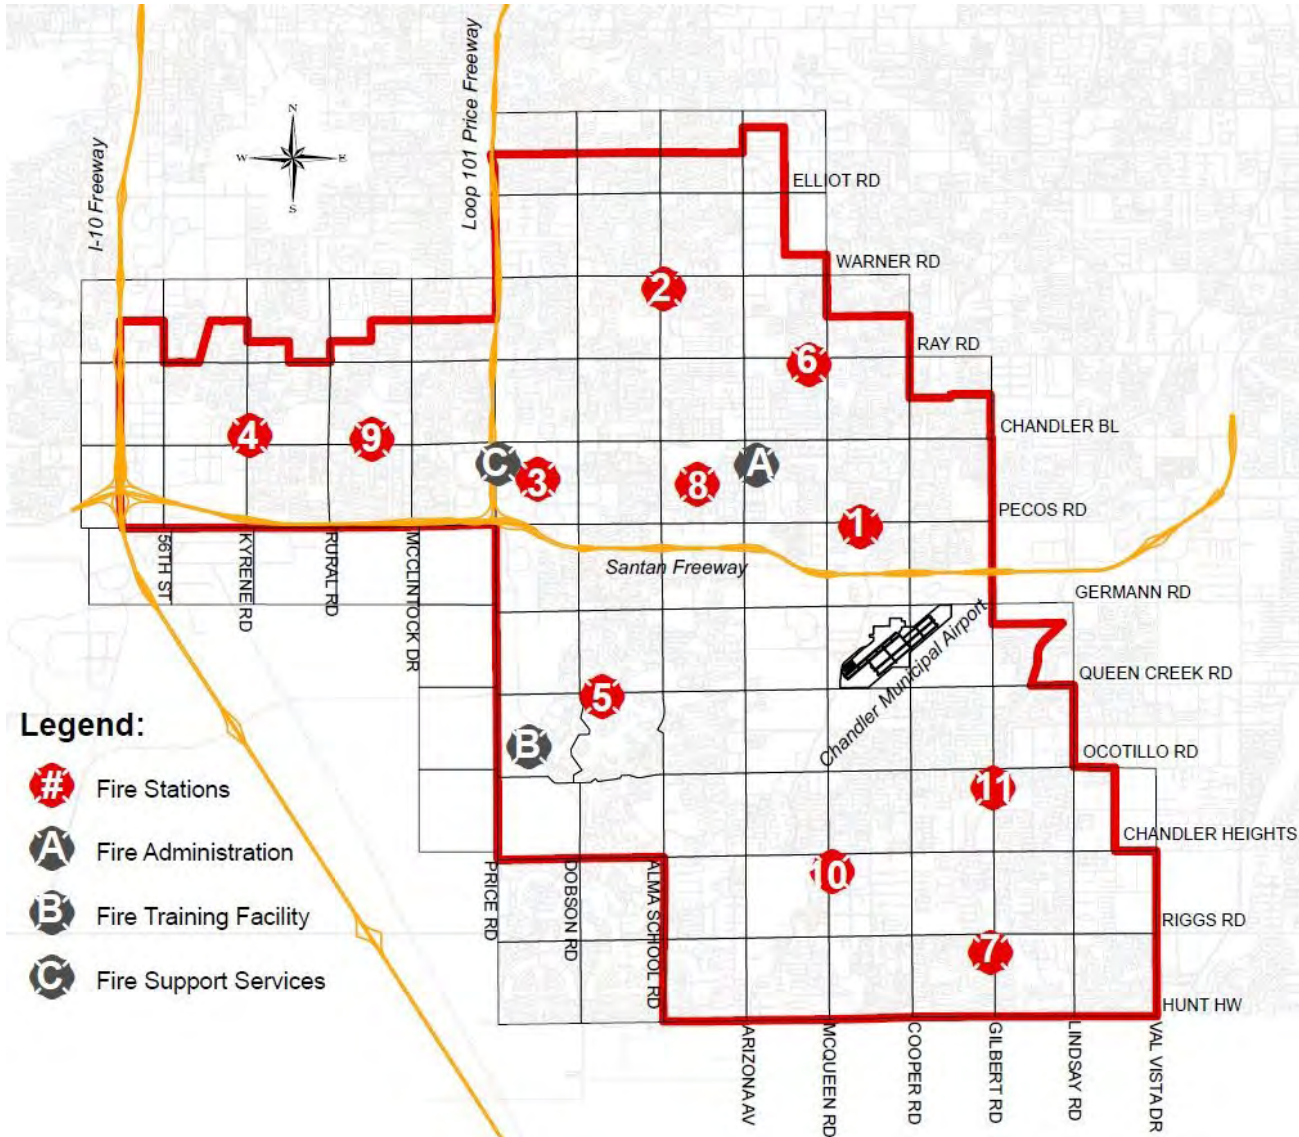 I-10 Freeway
Loop 101 Price Freeway
N
W
E
S
ELLIOT RD
WARNER RD
2
RAY RD
6
CHANDLER BL
4
9
C
3
8
A
PECOS RD
1
56TH ST
KYRENE RD
RURAL RD
MCCLINTOCK DR
Santan Freeway
GERMANN RD
Chandler Municipal Airport
QUEEN CREEK RD
5
B
OCOTILLO RD
11
CHANDLER HEIGHTS
10
PRICE RD
DOBSON RD
ALMA SCHOOL RD
RIGGS RD
7
HUNT HW
ARIZONA AV
MCQUEEN RD
COOPER RD
GILBERT RD
LINDSAY RD
VAL VISTA DR
Legend:
# Fire Stations
A Fire Administration
B Fire Training Facility
C Fire Support Services